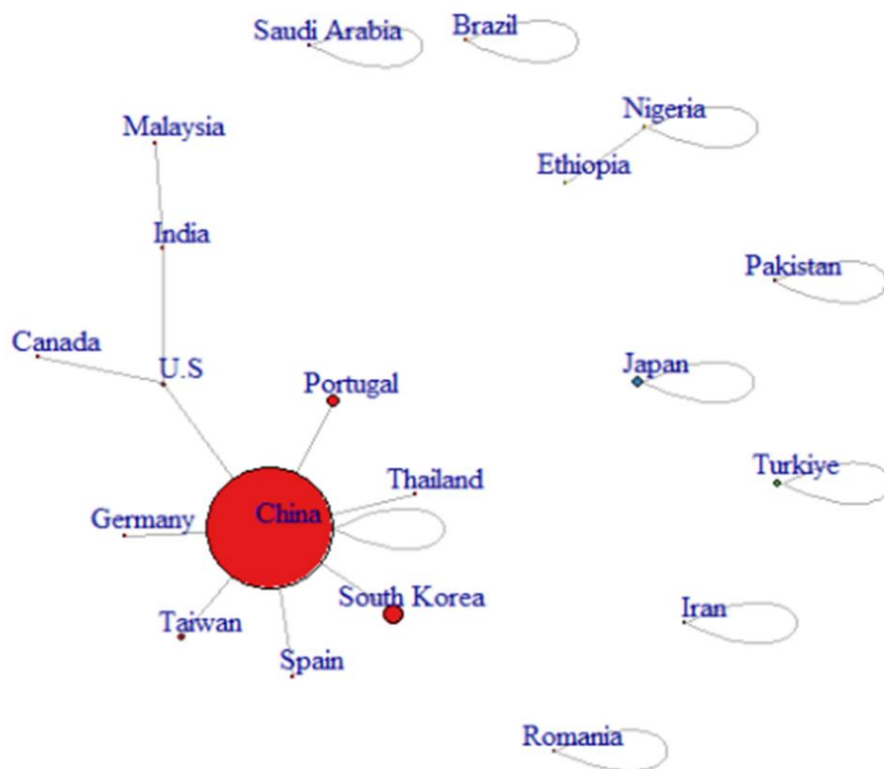 Saudi Arabia
Brazil
Malaysia
Nigeria
Ethiopia
India
Pakistan
Canada
U.S
Japan
Portugal
Turkiye
Thailand
China
Germany
South Korea
Iran
Taiwan
Spain
Romania